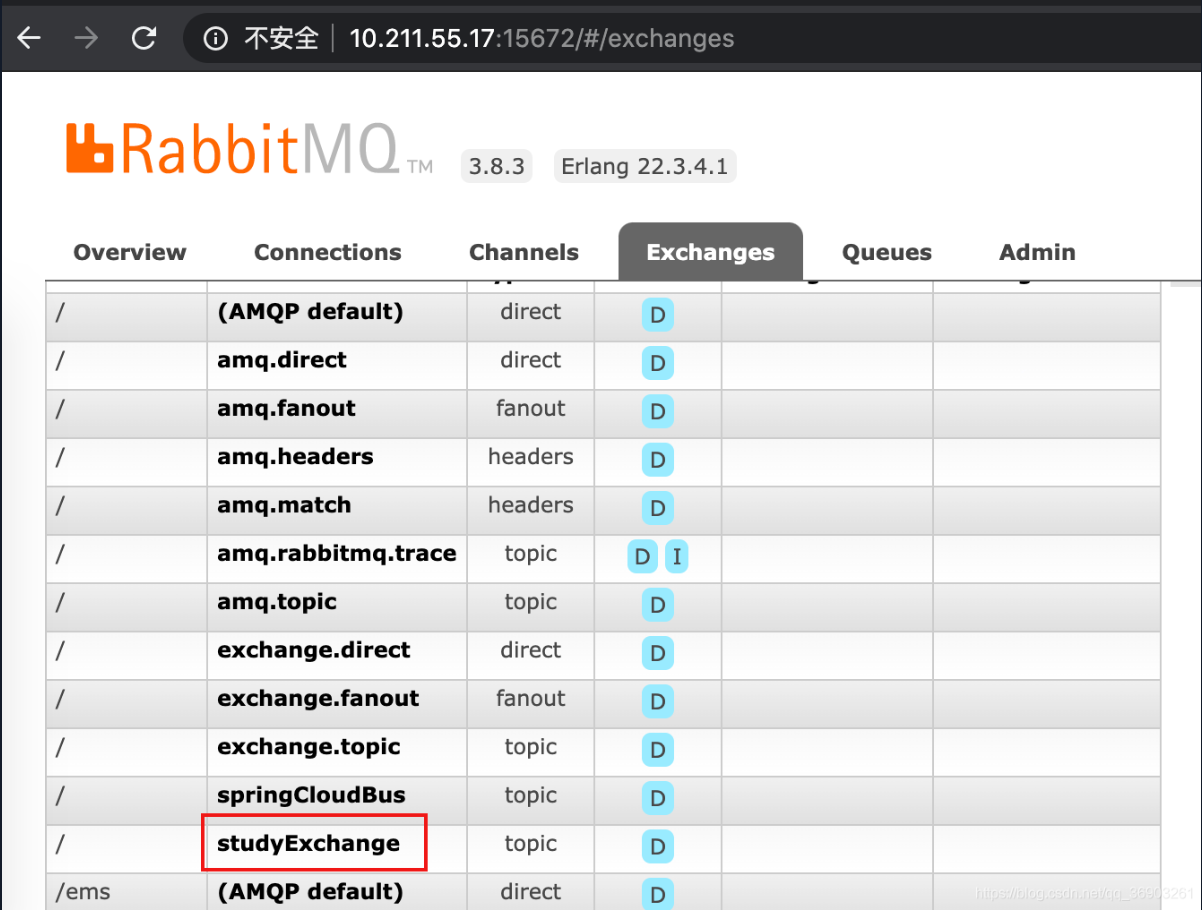 不安全 10.211.55.17:15672/#/exchanges
RabbitMQ TM 3.8.3 Erlang 22.3.4.1
Overview Connections Channels Exchanges Queues Admin
/ (AMQP default) direct D
/ amq.direct direct D
/ amq.fanout fanout D
/ amq.headers headers D
/ amq.match headers D
/ amq.rabbitmq.trace topic D I
/ amq.topic topic D
/ exchange.direct direct D
/ exchange.fanout fanout D
/ exchange.topic topic D
/ springCloudBus topic D
/ studyExchange topic D
/ems (AMQP default) direct D
https://blog.csdn.net/qq_36903261